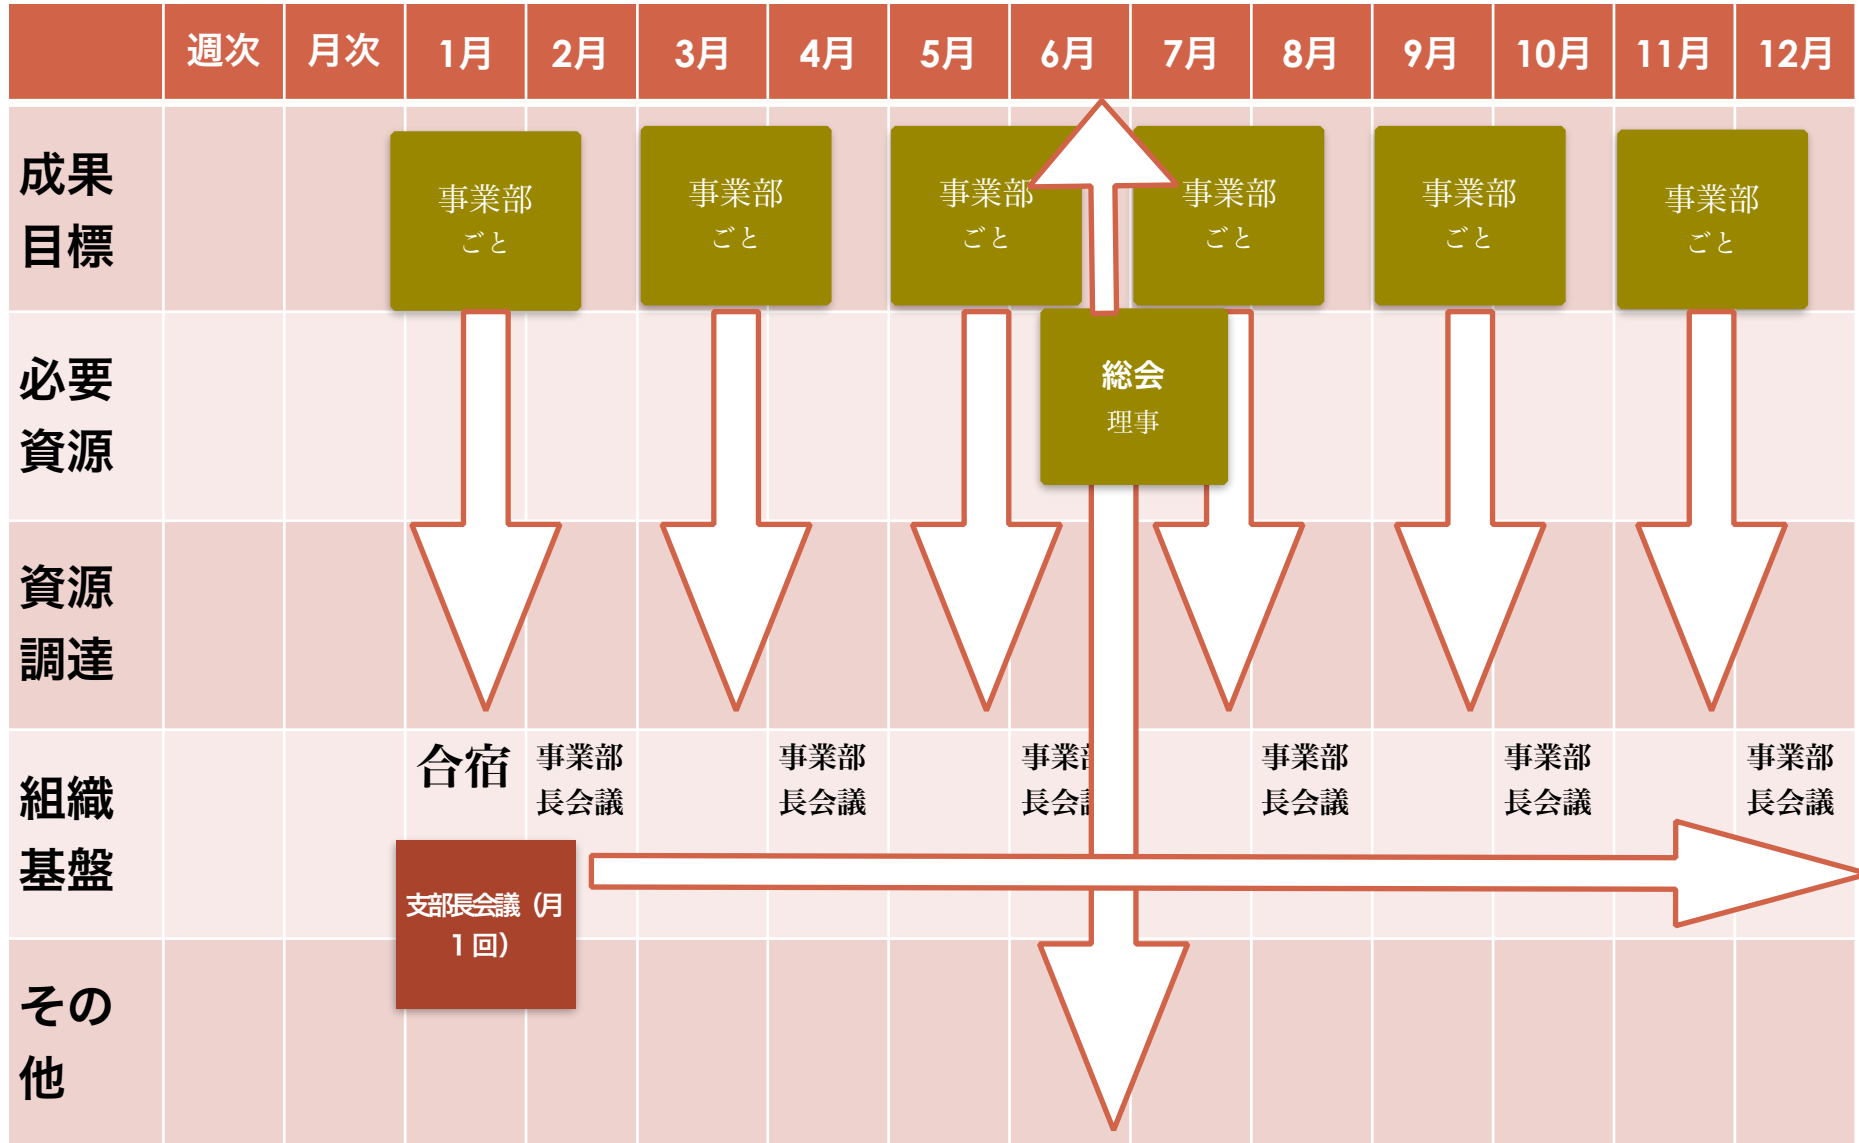 週次 月次 1月 2月 3月 4月 5月 6月 7月 8月 9月 10月 11月 12月
成果
目標
事業部
ごと
事業部
ごと
事業部
ごと
事業部
ごと
事業部
ごと
事業部
ごと
必要
資源
総会
理事
資源
調達
組織
基盤
合宿
事業部
長会議
事業部
長会議
事業部
長会議
事業部
長会議
事業部
長会議
事業部
長会議
支部長会議（月
１回）
その
他